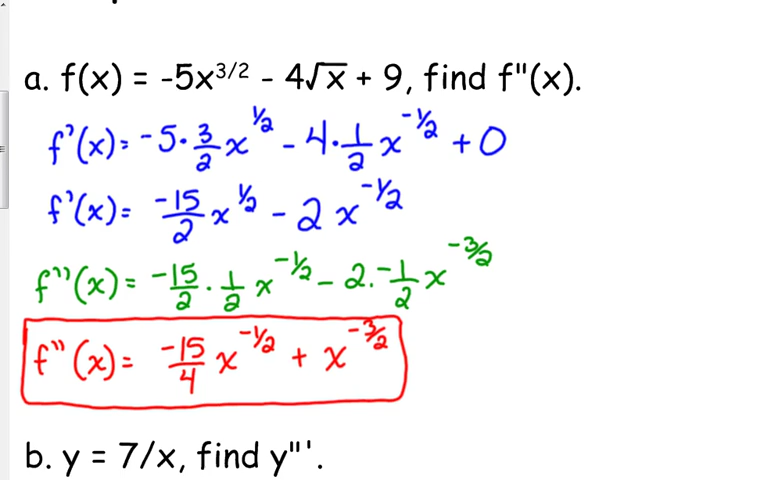 a. f(x) = -5x^3/2 - 4√x + 9, find f"(x).
f'(x) = -5·3/2 x^1/2 - 4·1/2 x^-1/2 + 0
f'(x) = -15/2 x^1/2 - 2x^-1/2
f''(x) = -15/2 · 1/2 x^-1/2 - 2·-1/2 x^-3/2
f"(x) = -15/4 x^-1/2 + x^-3/2
b. y = 7/x, find y"'.